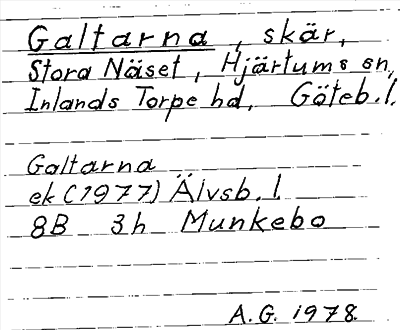 Galtarna, skär,
Stora Näset, Hjärtums sn,
Inlands Torpe hd, Göteb.l.
Galtarna
ek (1977) Älvsb.l.
8B 3h Munkebo
A.G. 1978.